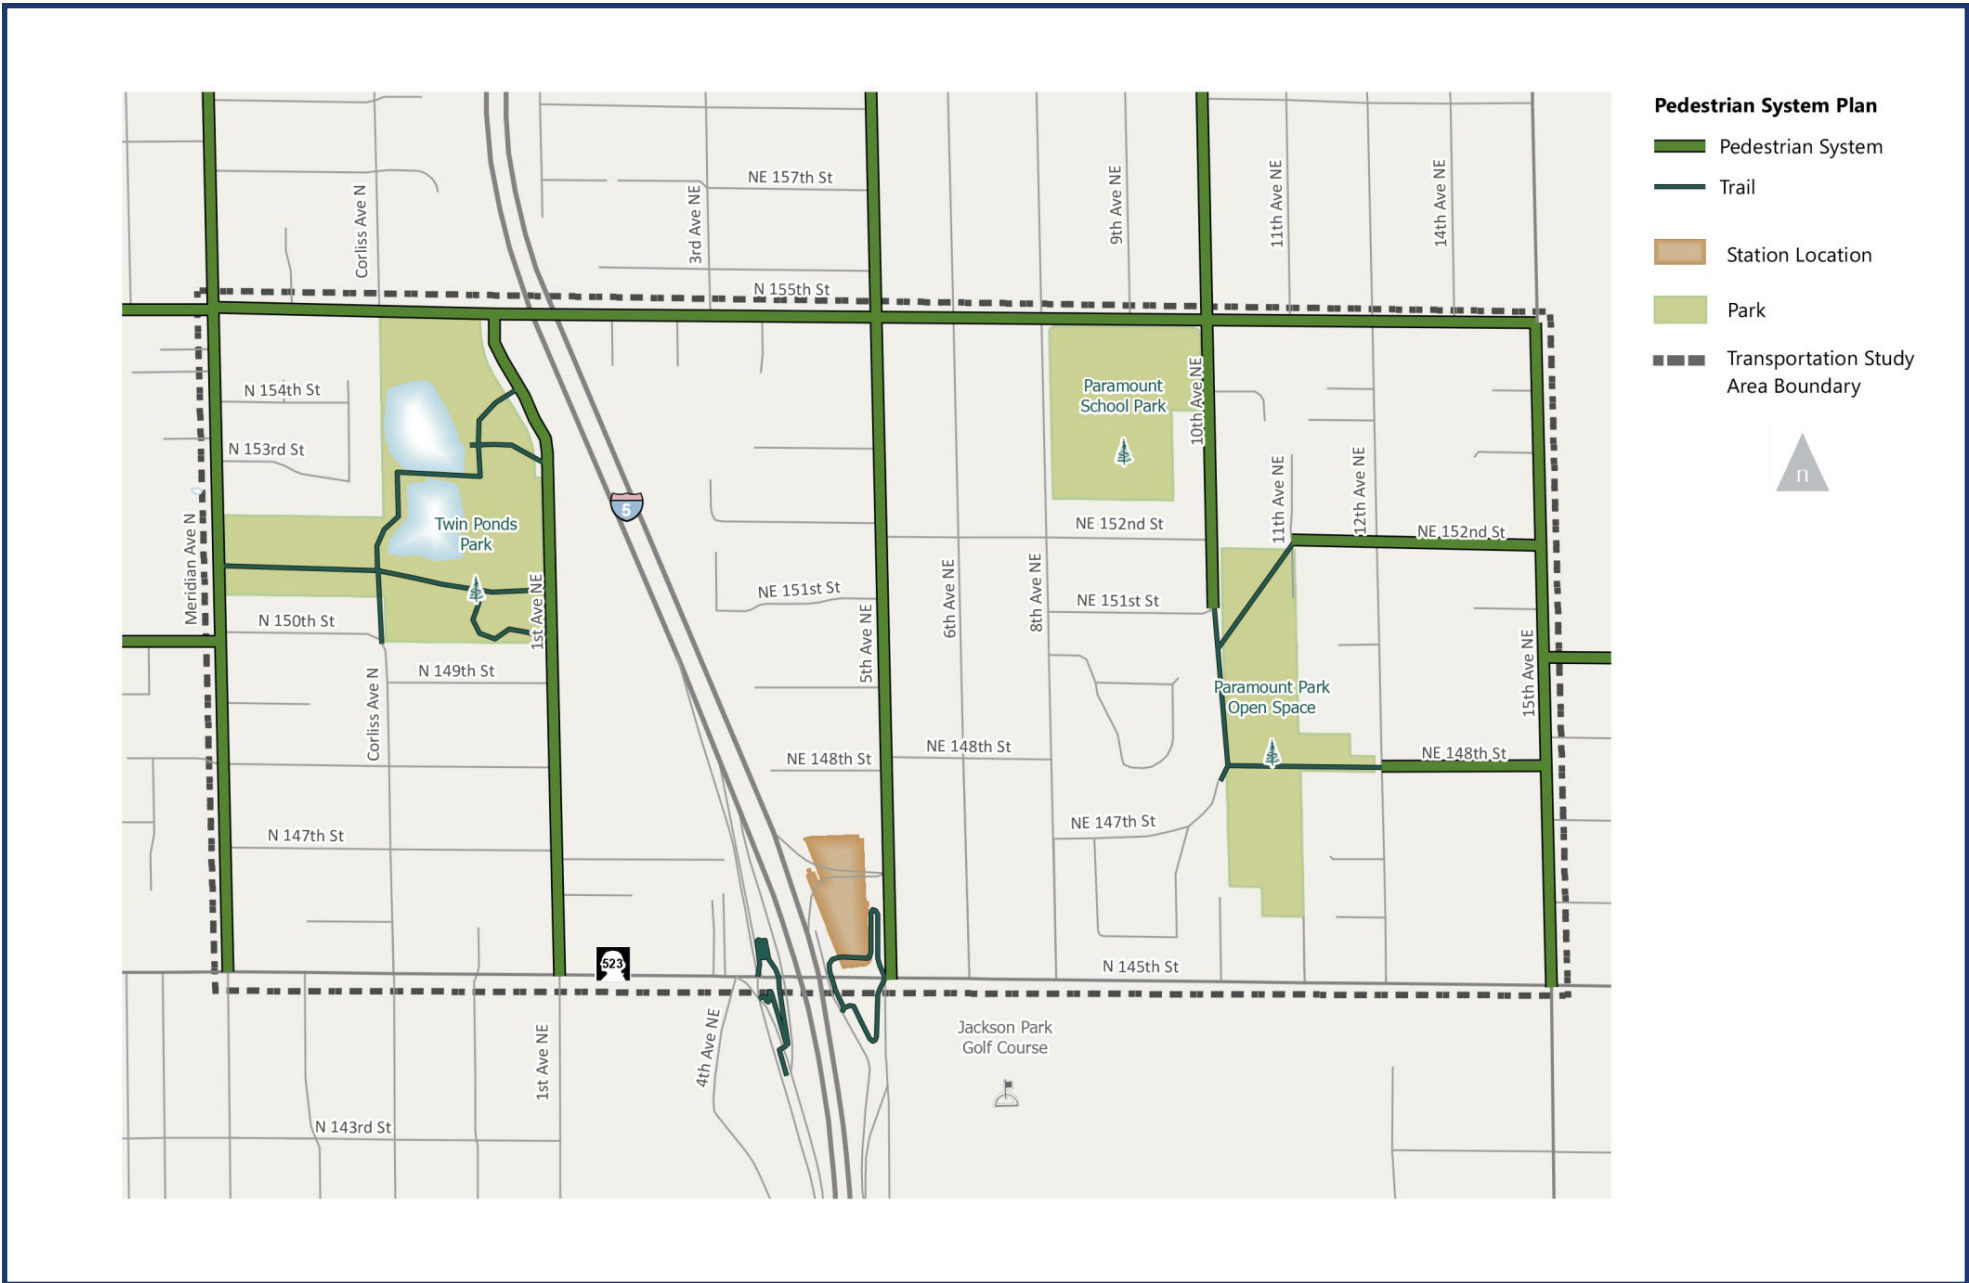 Pedestrian System Plan
Pedestrian System
Trail
Station Location
Park
Transportation Study
Area Boundary
n
NE 157th St
Corliss Ave N
3rd Ave NE
9th Ave NE
11th Ave NE
14th Ave NE
N 155th St
N 154th St
N 153rd St
Paramount
School Park
10th Ave NE
5
Twin Ponds
Park
Meridian Ave N
NE 152nd St
11th Ave NE
12th Ave NE
NE 152nd St
1st Ave NE
NE 151st St
6th Ave NE
8th Ave NE
NE 151st St
N 150th St
5th Ave NE
15th Ave NE
N 149th St
Corliss Ave N
Paramount Park
Open Space
NE 148th St
NE 148th St
NE 148th St
N 147th St
NE 147th St
523
N 145th St
1st Ave NE
4th Ave NE
Jackson Park
Golf Course
N 143rd St